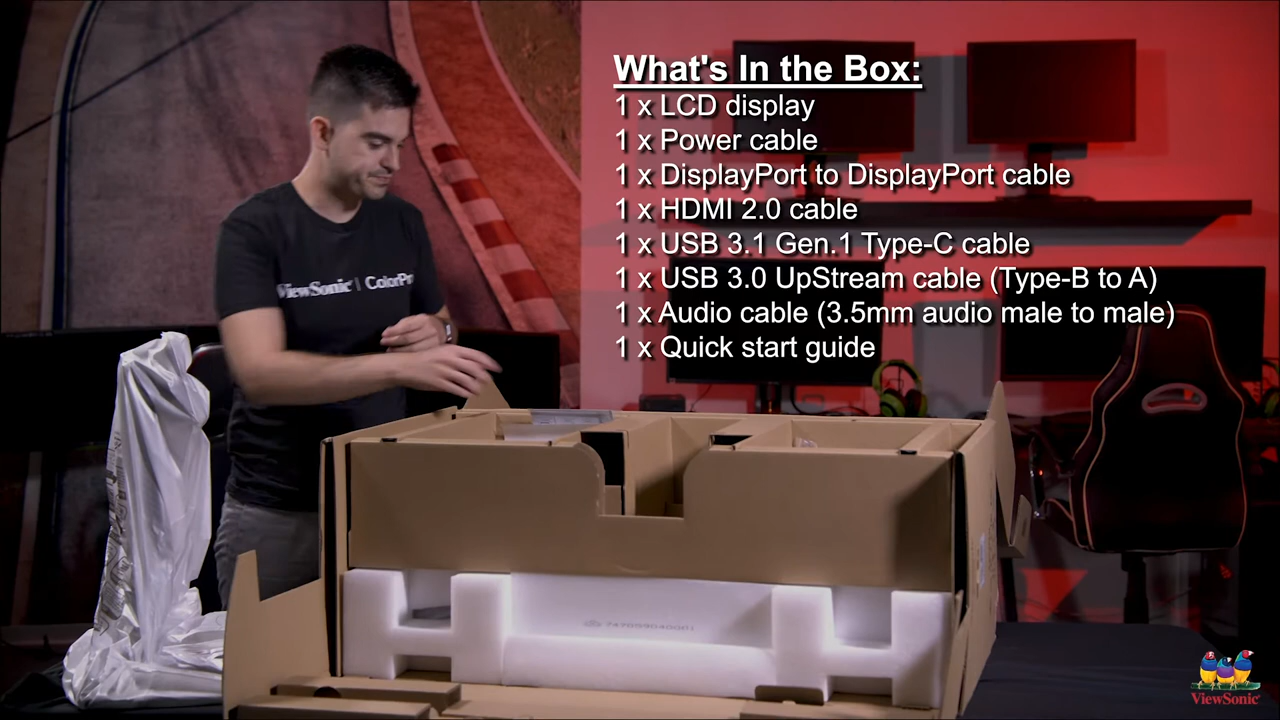 What's In the Box:
1 x LCD display
1 x Power cable
1 x DisplayPort to DisplayPort cable
1 x HDMI 2.0 cable
1 x USB 3.1 Gen.1 Type-C cable
1 x USB 3.0 UpStream cable (Type-B to A)
1 x Audio cable (3.5mm audio male to male)
1 x Quick start guide
ViewSonic | ColorPr
ViewSonic